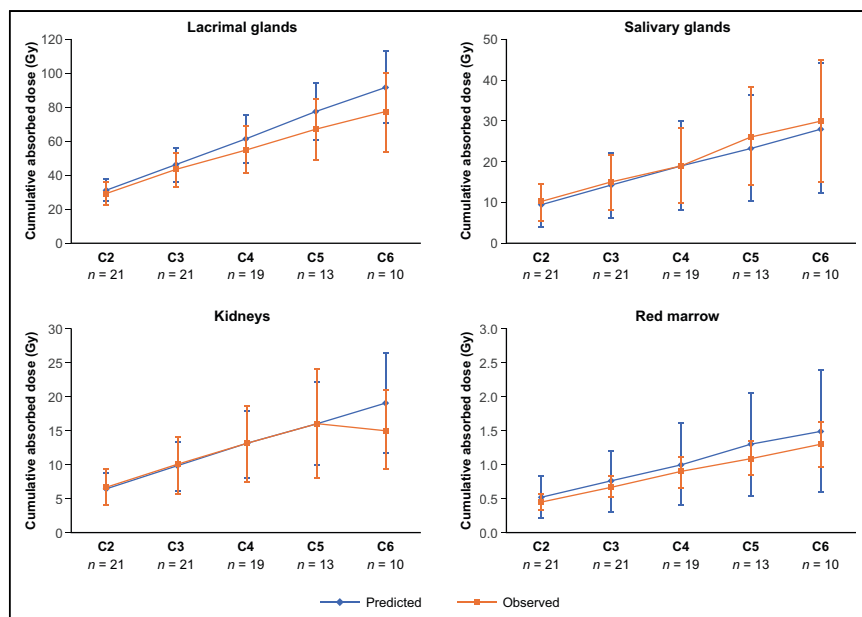 Lacrimal glands
Cumulative absorbed dose (Gy)
120
100
80
60
40
20
0
C2 C3 C4 C5 C6
n = 21 n = 21 n = 19 n = 13 n = 10
Salivary glands
Cumulative absorbed dose (Gy)
50
40
30
20
10
0
C2 C3 C4 C5 C6
n = 21 n = 21 n = 19 n = 13 n = 10
Kidneys
Cumulative absorbed dose (Gy)
30
25
20
15
10
5
0
C2 C3 C4 C5 C6
n = 21 n = 21 n = 19 n = 13 n = 10
Red marrow
Cumulative absorbed dose (Gy)
3.0
2.5
2.0
1.5
1.0
0.5
0.0
C2 C3 C4 C5 C6
n = 21 n = 21 n = 19 n = 13 n = 10
Predicted Observed